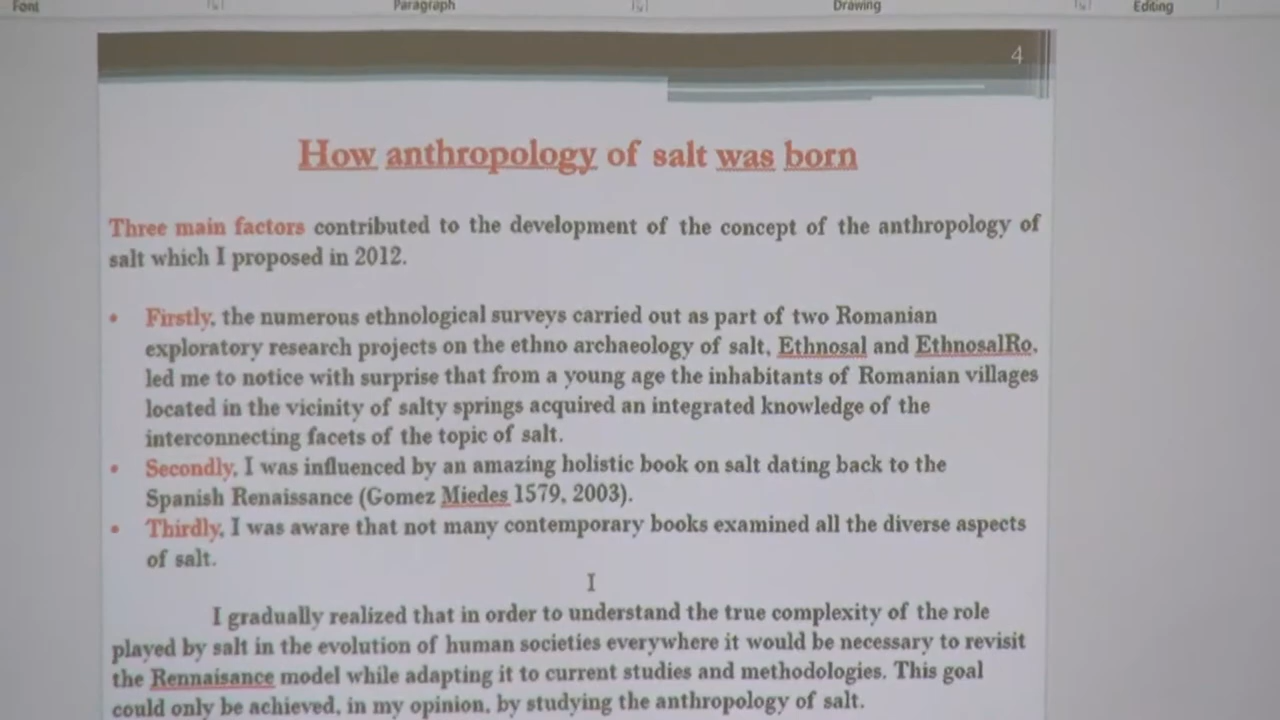 Font Paragraph Drawing Editing
4
How anthropology of salt was born
Three main factors contributed to the development of the concept of the anthropology of
salt which I proposed in 2012.
• Firstly, the numerous ethnological surveys carried out as part of two Romanian
exploratory research projects on the ethno archaeology of salt, Ethnosal and EthnosalRo,
led me to notice with surprise that from a young age the inhabitants of Romanian villages
located in the vicinity of salty springs acquired an integrated knowledge of the
interconnecting facets of the topic of salt.
• Secondly, I was influenced by an amazing holistic book on salt dating back to the
Spanish Renaissance (Gomez Miedes 1579, 2003).
• Thirdly, I was aware that not many contemporary books examined all the diverse aspects
of salt.
I gradually realized that in order to understand the true complexity of the role
played by salt in the evolution of human societies everywhere it would be necessary to revisit
the Rennaisance model while adapting it to current studies and methodologies. This goal
could only be achieved, in my opinion, by studying the anthropology of salt.